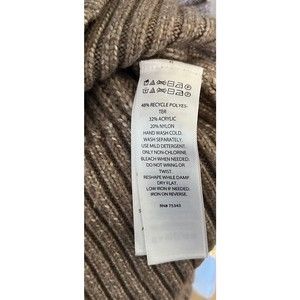 48% RECYCLE POLYES-
TER
32% ACRYLIC
20% NYLON
HAND WASH COLD.
WASH SEPARATELY.
USE MILD DETERGENT.
ONLY NON-CHLORINE.
BLEACH WHEN NEEDED.
DO NOT WRING OR
TWIST.
RESHAPE WHILE DAMP
DRY FLAT.
LOW IRON IF NEEDED.
IRON ON REVERSE.
RN# 75343